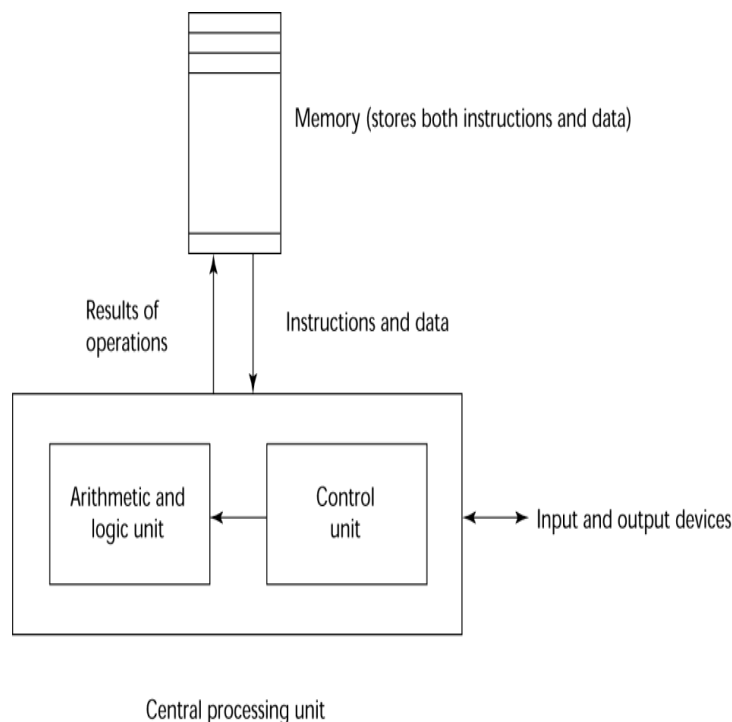 Memory (stores both instructions and data)
Results of
operations
Instructions and data
Arithmetic and
logic unit
Control
unit
Input and output devices
Central processing unit